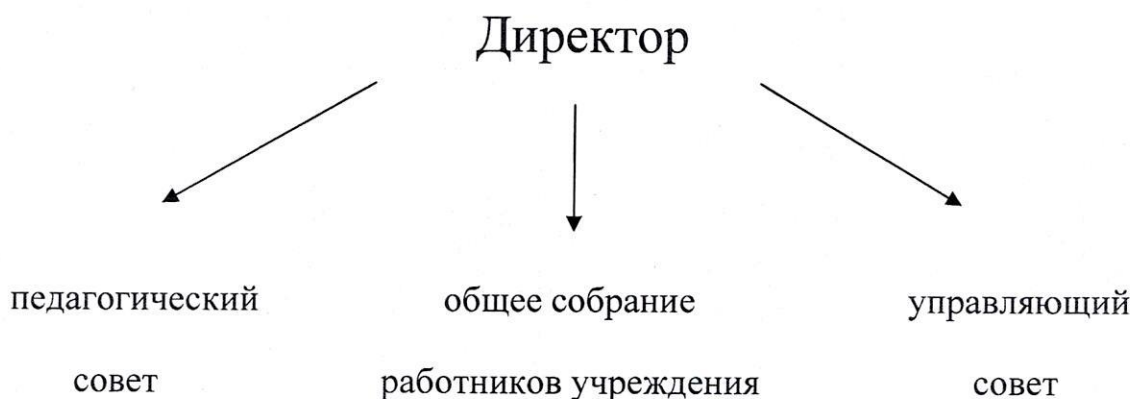 Директор
педагогический общее собрание управляющий
совет работников учреждения совет